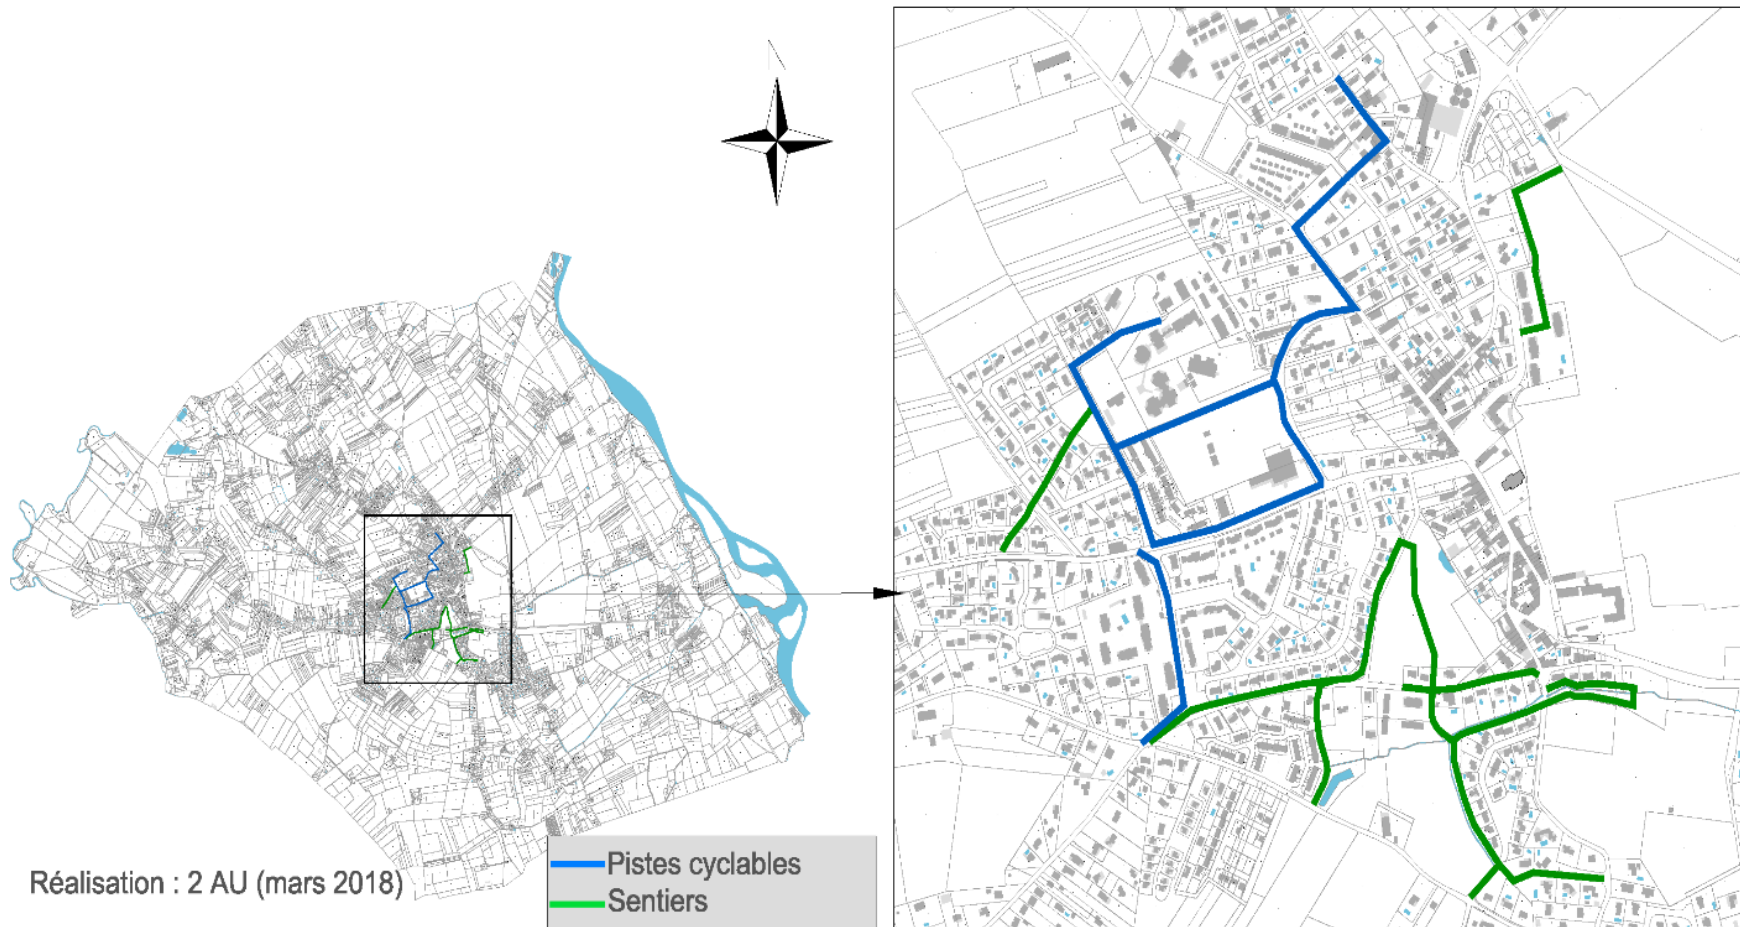 Réalisation : 2 AU (mars 2018)
Pistes cyclables
Sentiers